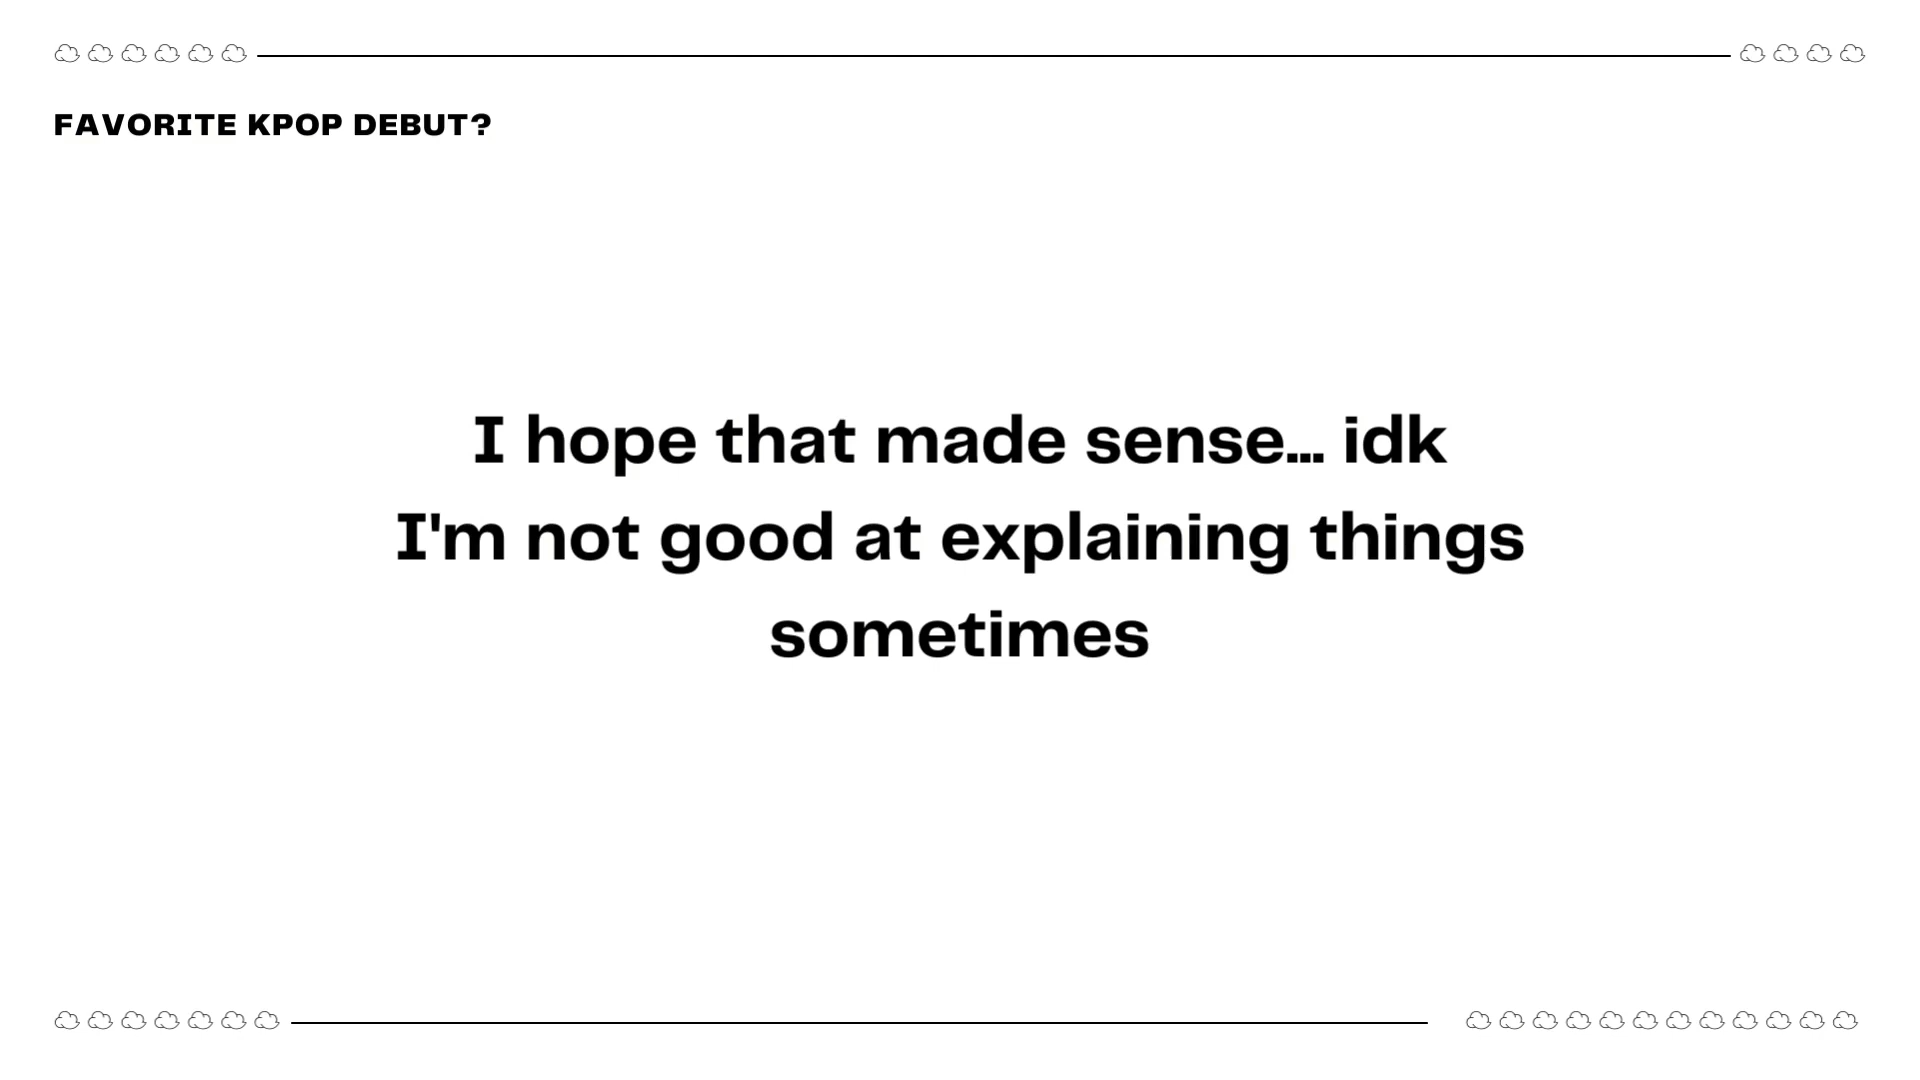 FAVORITE KPOP DEBUT?
I hope that made sense... idk
I'm not good at explaining things
sometimes